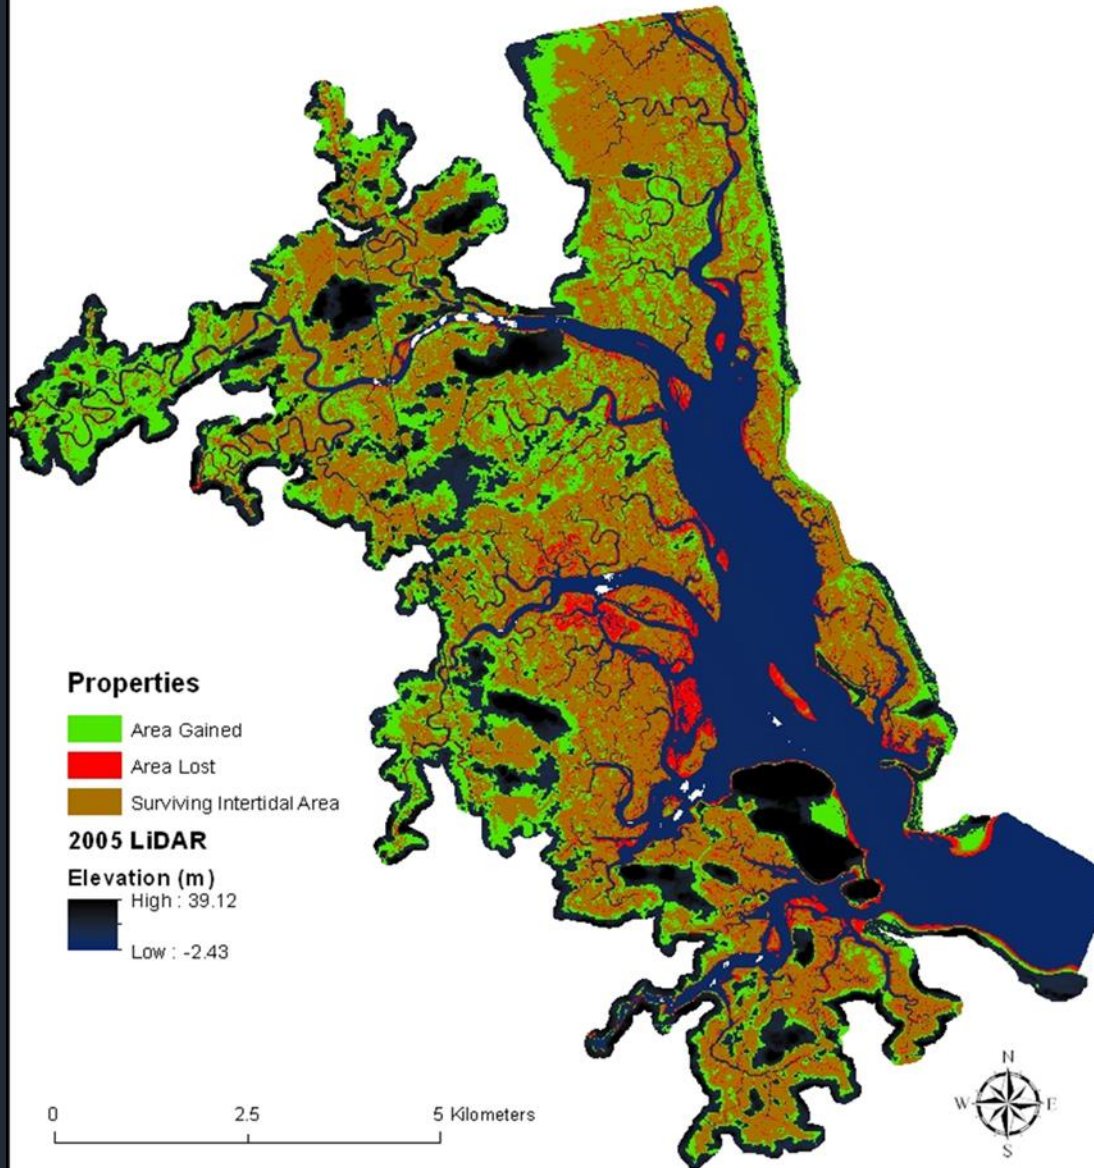 Properties
Area Gained
Area Lost
Surviving Intertidal Area
2005 LiDAR
Elevation (m)
High : 39.12
Low : -2.43
0 2.5 5 Kilometers
N
W E
S